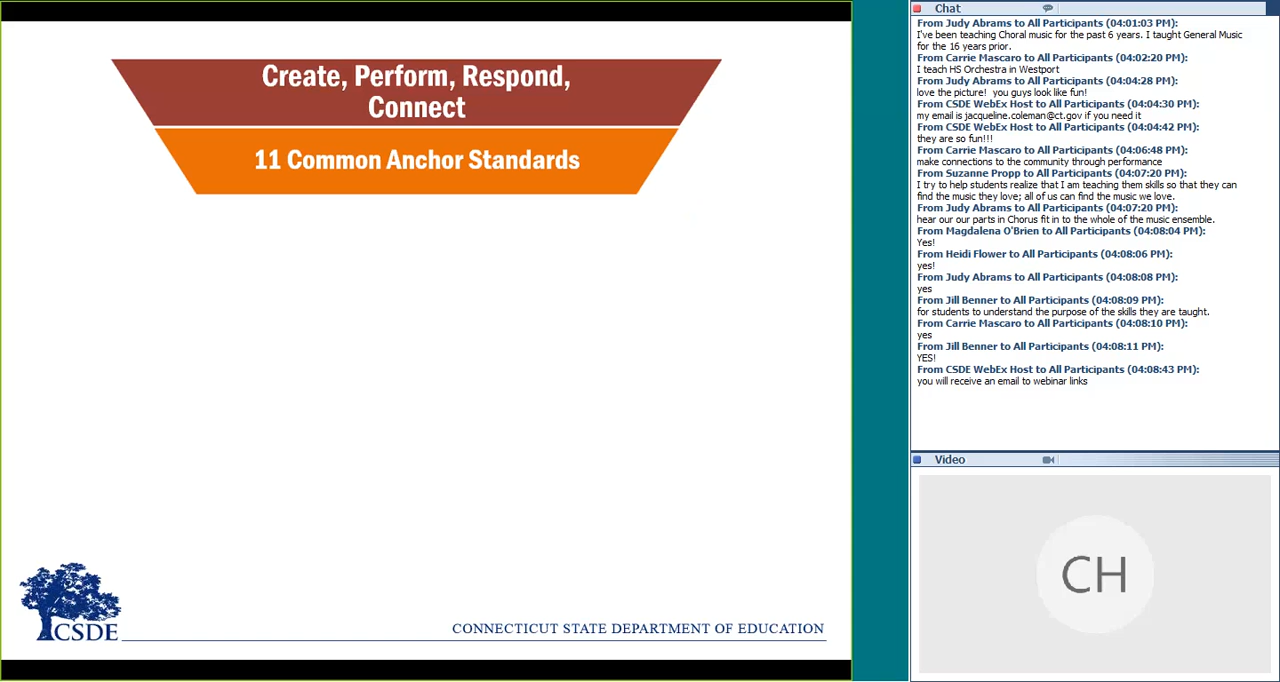 Create, Perform, Respond,
Connect
11 Common Anchor Standards
CSDE
CONNECTICUT STATE DEPARTMENT OF EDUCATION
Chat
From Judy Abrams to All Participants (04:01:03 PM):
I've been teaching Choral music for the past 6 years. I taught General Music
for the 16 years prior.
From Carrie Mascaro to All Participants (04:02:20 PM):
I teach HS Orchestra in Westport
From Judy Abrams to All Participants (04:04:28 PM):
love the picture! you guys look like fun!
From CSDE WebEx Host to All Participants (04:04:30 PM):
my email is jacqueline.coleman@ct.gov if you need it
From CSDE WebEx Host to All Participants (04:04:42 PM):
they are so fun!!!
From Carrie Mascaro to All Participants (04:06:48 PM):
make connections to the community through performance
From Suzanne Propp to All Participants (04:07:20 PM):
I try to help students realize that I am teaching them skills so that they can
find the music they love; all of us can find the music we love.
From Judy Abrams to All Participants (04:07:20 PM):
hear our our parts in Chorus fit in to the whole of the music ensemble.
From Magdalena O'Brien to All Participants (04:08:04 PM):
Yes!
From Heidi Flower to All Participants (04:08:06 PM):
yes!
From Judy Abrams to All Participants (04:08:08 PM):
yes
From Jill Benner to All Participants (04:08:09 PM):
for students to understand the purpose of the skills they are taught.
From Carrie Mascaro to All Participants (04:08:10 PM):
yes
From Jill Benner to All Participants (04:08:11 PM):
YES!
From CSDE WebEx Host to All Participants (04:08:43 PM):
you will receive an email to webinar links
Video
CH